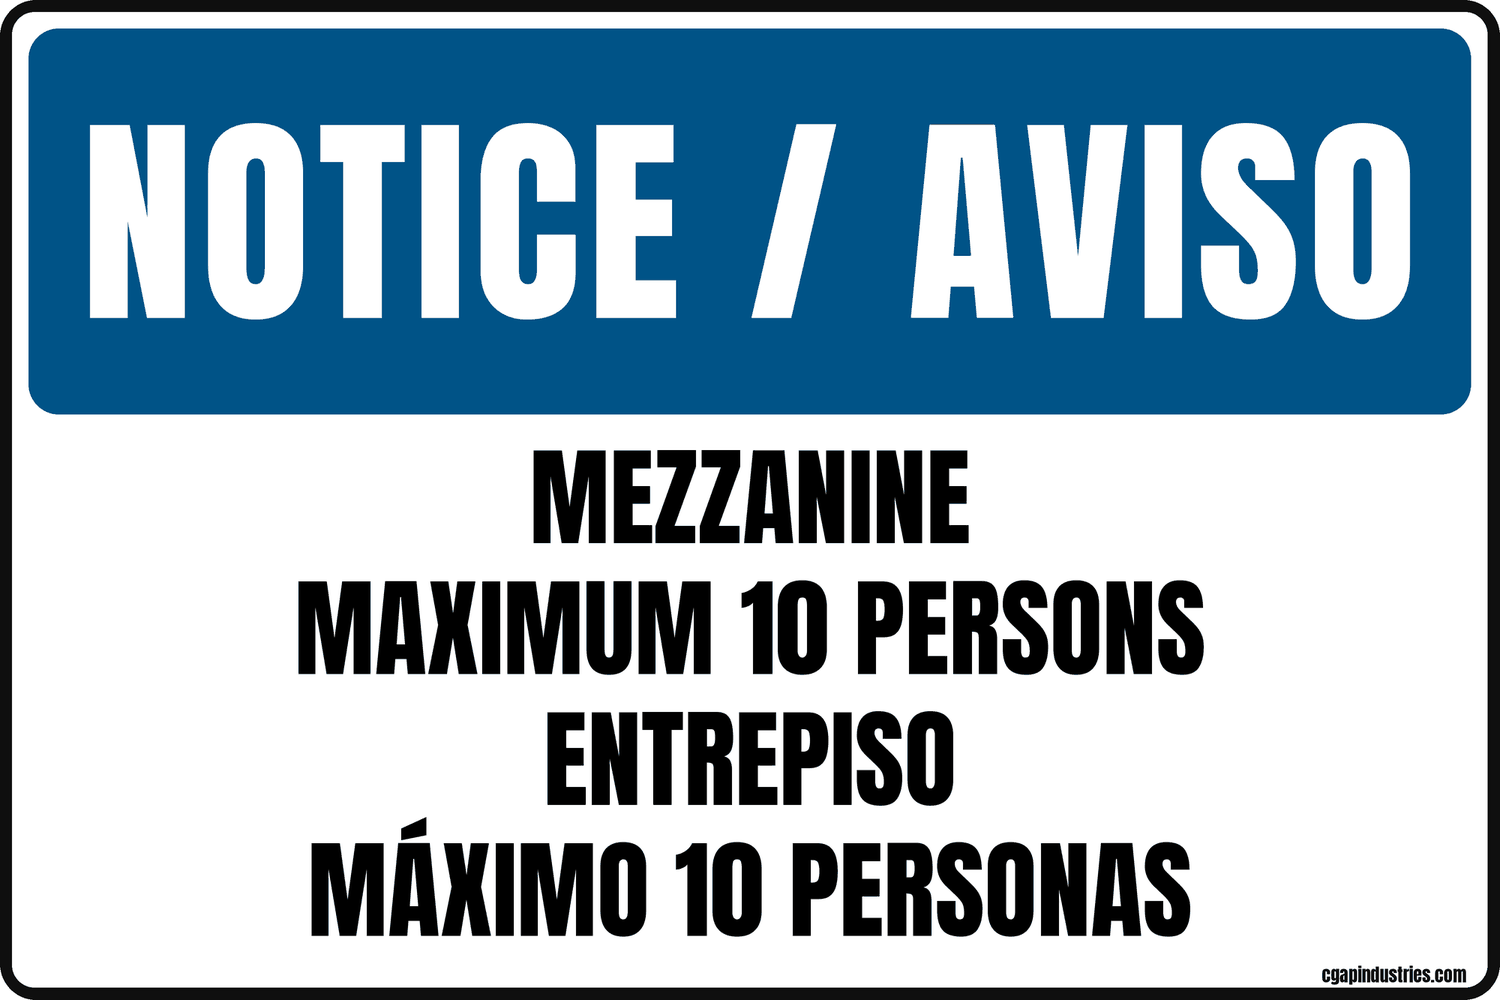 NOTICE / AVISO
MEZZANINE
MAXIMUM 10 PERSONS
ENTREPISO
MÁXIMO 10 PERSONAS
cgapindustries.com